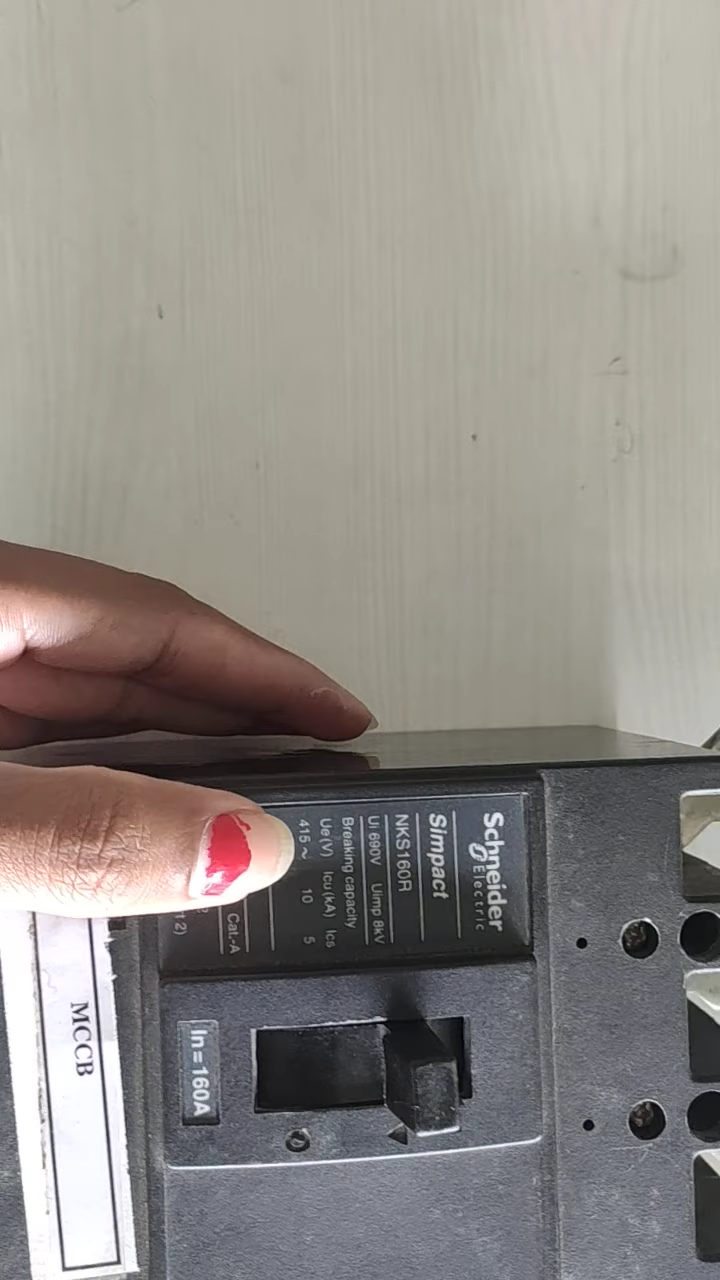 Schneider
Electric
Simpact
NKS160R
Ui 690V Uimp 8kV
Breaking capacity
Ue(V) Icu(kA) Ics
415~ 10 5
Cat.-A
In=160A
MCCB